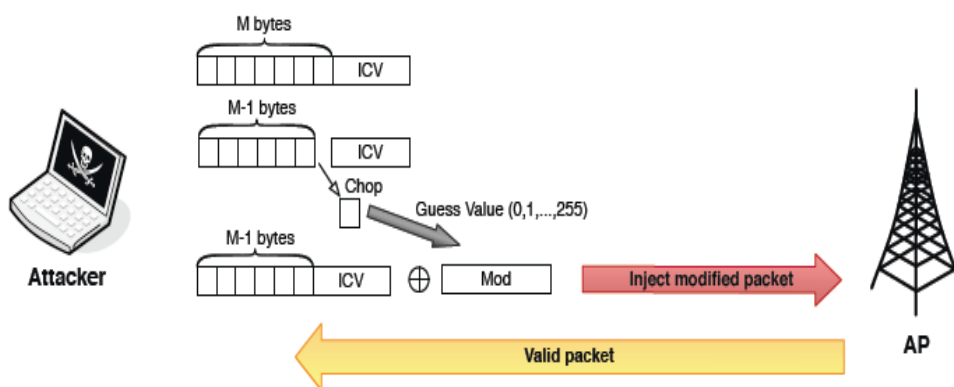 M bytes
ICV
M-1 bytes
ICV
Chop
Guess Value (0,1,...,255)
M-1 bytes
ICV
Mod
Inject modified packet
Attacker
Valid packet
AP